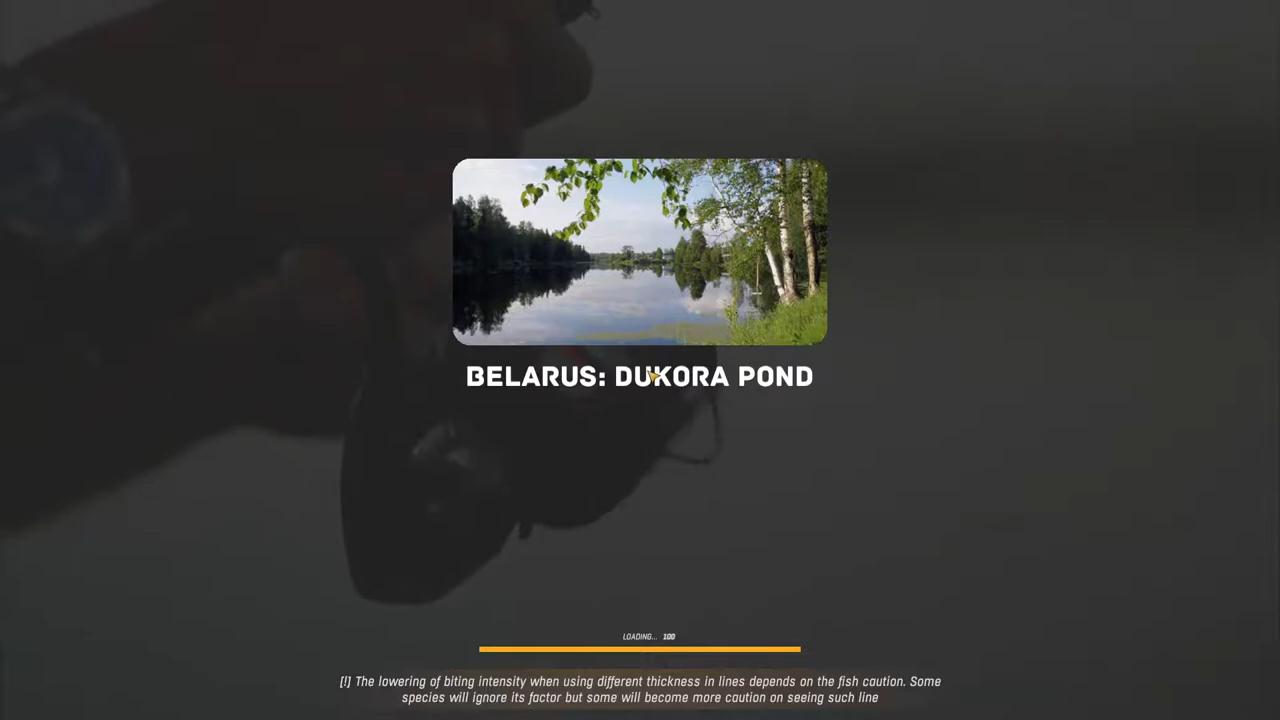 BELARUS: DUKORA POND
LOADING... 100
[!] The lowering of biting intensity when using different thickness in lines depends on the fish caution. Some
species will ignore its factor but some will become more caution on seeing such line